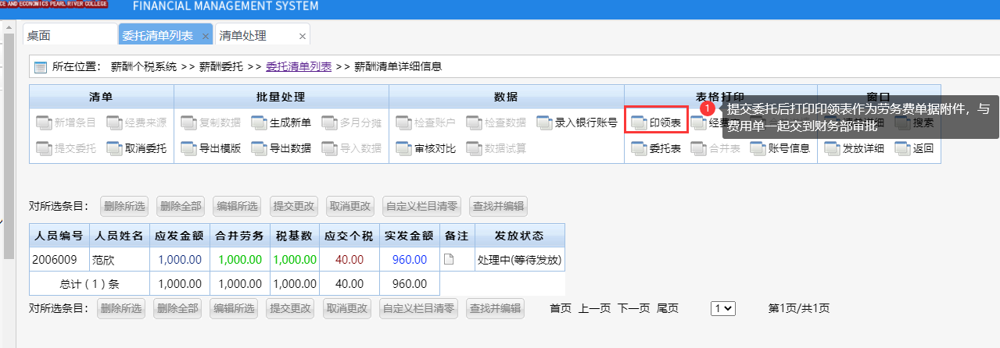 CE AND ECONOMICS PEARL RIVER COLLEGE
FINANCIAL MANAGEMENT SYSTEM
桌面 委托清单列表 × 清单处理 ×
所在位置： 薪酬个税系统 >> 薪酬委托 >> 委托清单列表 >> 薪酬清单详细信息
清单 批量处理 数据 表格打印 窗口
新增条目 经费来源 复制数据 生成新单 多月分摊 检查账户 检查数据 录入银行账号 印领表 经费 清单详细 搜索
1 提交委托后打印印领表作为劳务费单据附件，与
费用单一起交到财务部审批
提交委托 取消委托 导出模版 导出数据 导入数据 审核对比 数据试算 委托表 合并表 账号信息 发放详细 返回
对所选条目： 删除所选 删除全部 编辑所选 提交更改 取消更改 自定义栏目清零 查找并编辑
人员编号 人员姓名 应发金额 合并劳务 税基数 应交个税 实发金额 备注 发放状态
2006009 范欣 1,000.00 1,000.00 1,000.00 40.00 960.00 处理中(等待发放)
总计 ( 1 ) 条 1,000.00 1,000.00 1,000.00 40.00 960.00
对所选条目： 删除所选 删除全部 编辑所选 提交更改 取消更改 自定义栏目清零 查找并编辑 首页 上一页 下一页 尾页 1 第1页/共1页